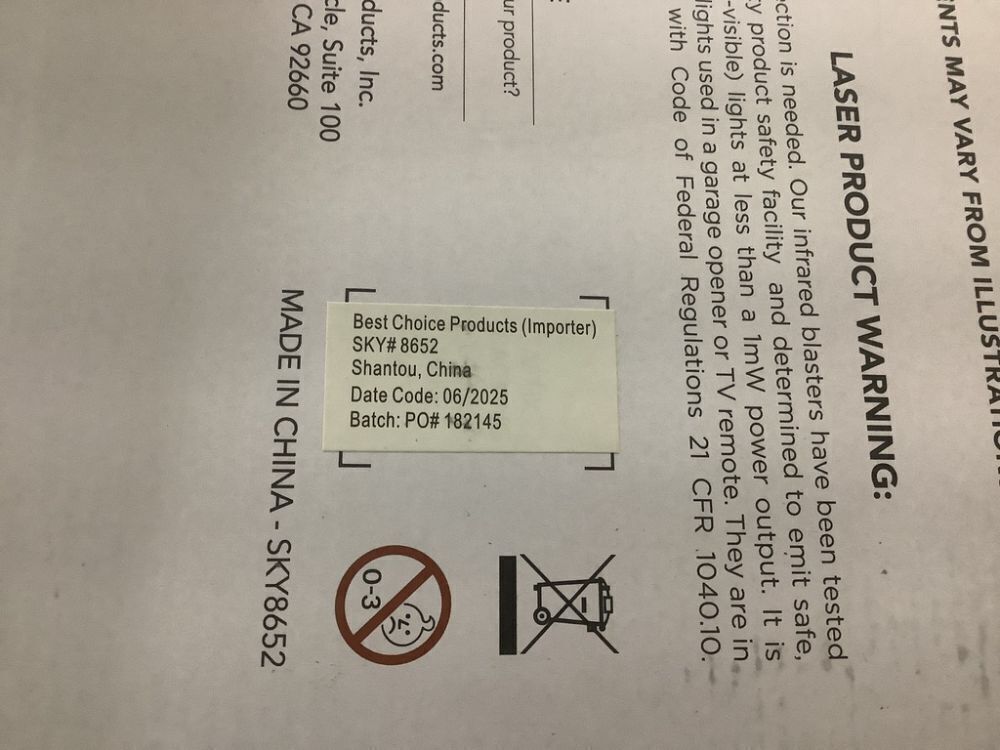 NTS MAY VARY FROM ILLUSTRATIO
LASER PRODUCT WARNING:
ction is needed. Our infrared blasters have been tested
y product safety facility and determined to emit safe,
-visible) lights at less than a 1mW power output. It is
lights used in a garage opener or TV remote. They are in
with Code of Federal Regulations 21 CFR 1040.10.
ur product?
ducts.com
ducts, Inc.
cle, Suite 100
CA 92660
Best Choice Products (Importer)
SKY# 8652
Shantou, China
Date Code: 06/2025
Batch: PO# 182145
MADE IN CHINA - SKY8652
0-3